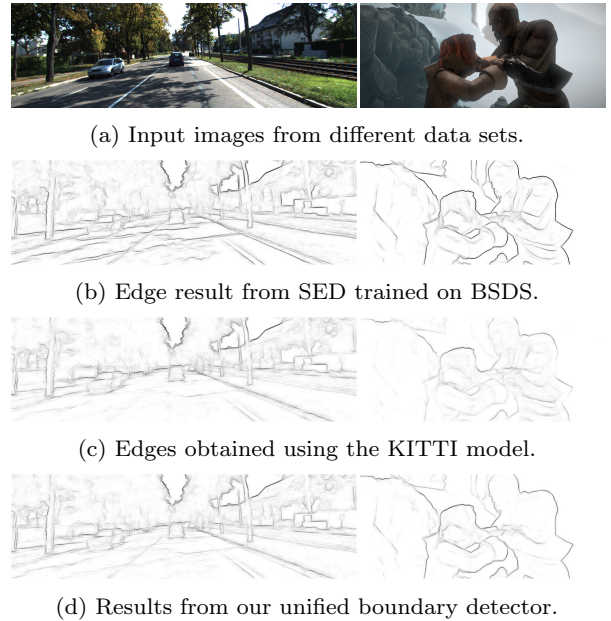 (a) Input images from different data sets.
(b) Edge result from SED trained on BSDS.
(c) Edges obtained using the KITTI model.
(d) Results from our unified boundary detector.